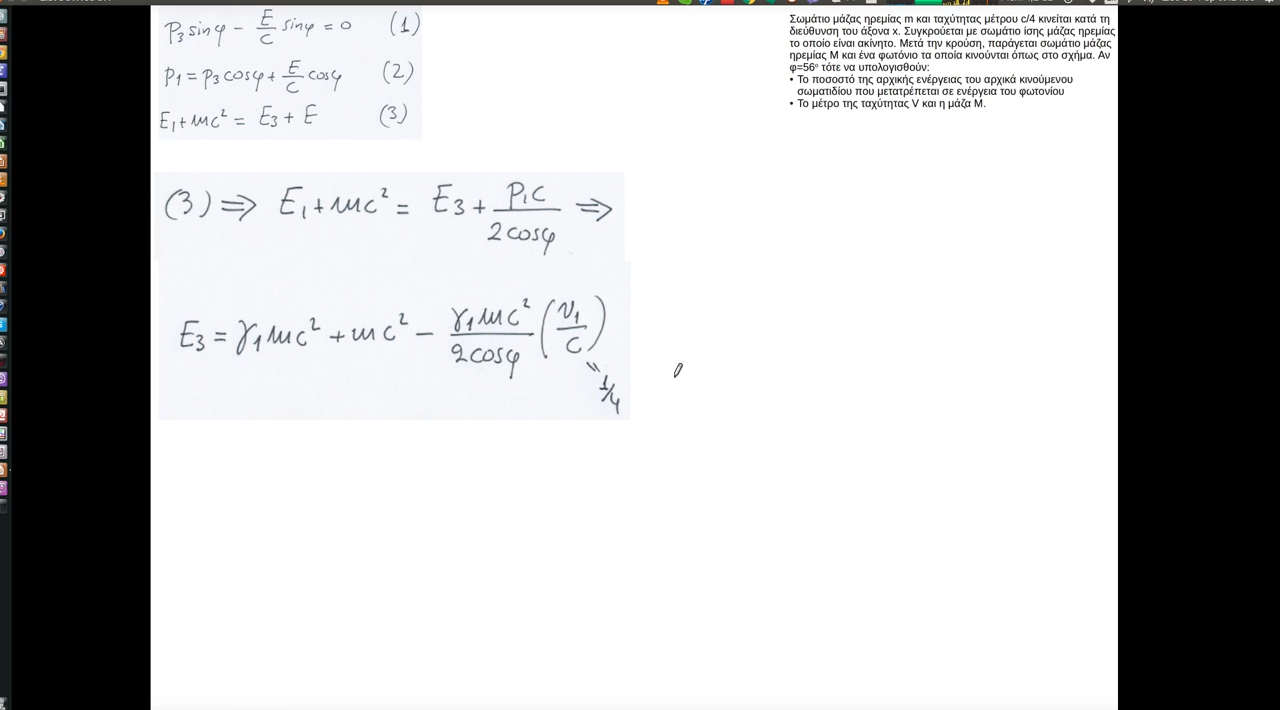 p₃ sinφ - E/c sinφ = 0 (1)
p₁ = p₃ cosφ + E/c cosφ (2)
E₁ + mc² = E₃ + E (3)
(3) ⇒ E₁ + mc² = E₃ + p₁c / 2cosφ ⇒
E₃ = γ₁mc² + mc² - γ₁mc² / 2cosφ (υ₁/c)
1/4
Σωμάτιο μάζας ηρεμίας m και ταχύτητας μέτρου c/4 κινείται κατά τη
διεύθυνση του άξονα x. Συγκρούεται με σωμάτιο ίσης μάζας ηρεμίας
το οποίο είναι ακίνητο. Μετά την κρούση, παράγεται σωμάτιο μάζας
ηρεμίας M και ένα φωτόνιο τα οποία κινούνται όπως στο σχήμα. Αν
φ=56° τότε να υπολογισθούν:
• Το ποσοστό της αρχικής ενέργειας του αρχικά κινούμενου
σωματιδίου που μετατρέπεται σε ενέργεια του φωτονίου
• Το μέτρο της ταχύτητας V και η μάζα M.